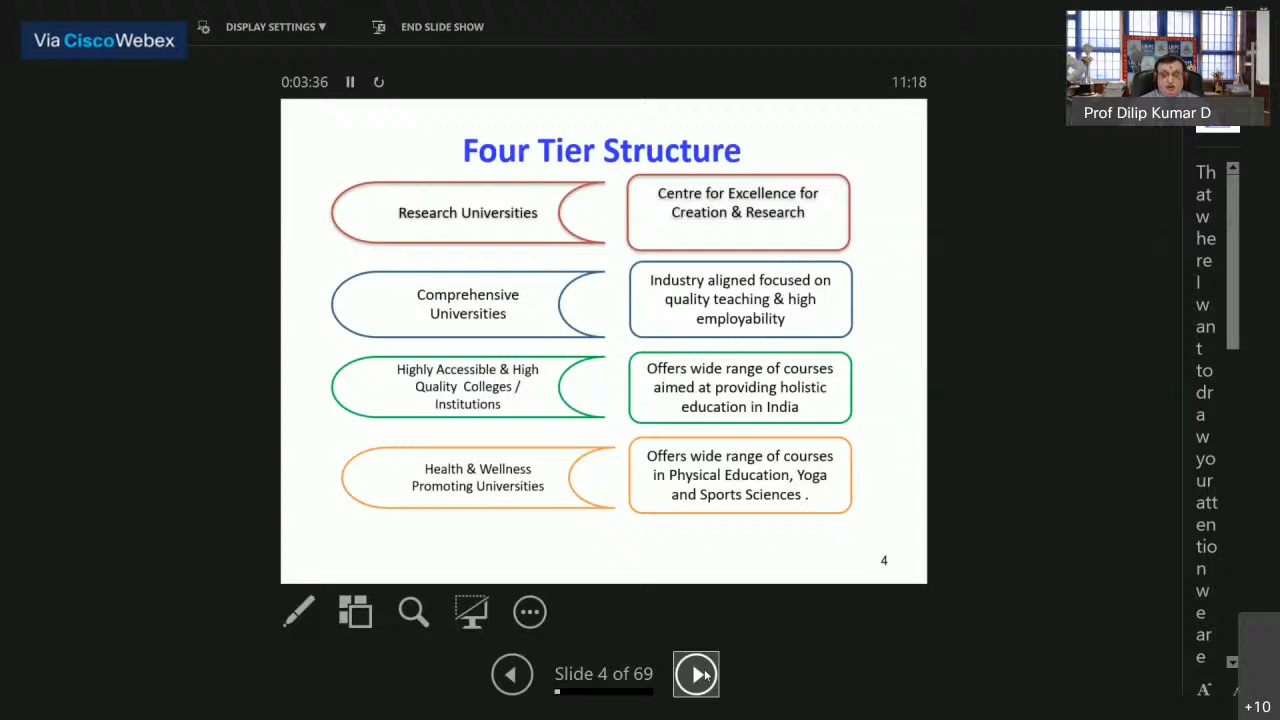 Via CiscoWebex
DISPLAY SETTINGS ▼
END SLIDE SHOW
0:03:36
11:18
Prof Dilip Kumar D
Four Tier Structure
Research Universities
Centre for Excellence for
Creation & Research
Comprehensive
Universities
Industry aligned focused on
quality teaching & high
employability
Highly Accessible & High
Quality Colleges /
Institutions
Offers wide range of courses
aimed at providing holistic
education in India
Health & Wellness
Promoting Universities
Offers wide range of courses
in Physical Education, Yoga
and Sports Sciences .
4
Slide 4 of 69
Th
at
w
he
re
I
w
an
t
to
dr
a
w
yo
ur
att
en
tio
n
w
e
ar
e
A
+10